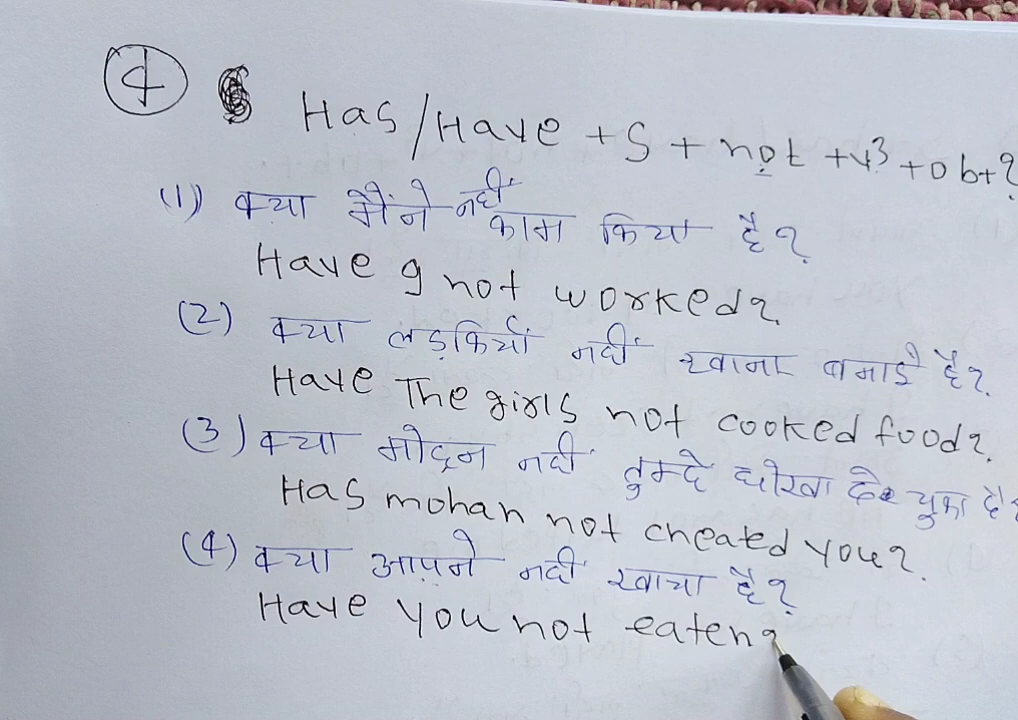 4 Has/Have + S + not + v3 + obt?
(1) क्या मैंने नहीं काम किया है?
Have I not worked?
(2) क्या लड़कियाँ नहीं खाना बनाई है?
Have The girls not cooked food?
(3) क्या मोहन नहीं तुम्हे धोखा दे चुका है?
Has mohan not cheated you?
(4) क्या आपने नहीं खाया है?
Have you not eaten?